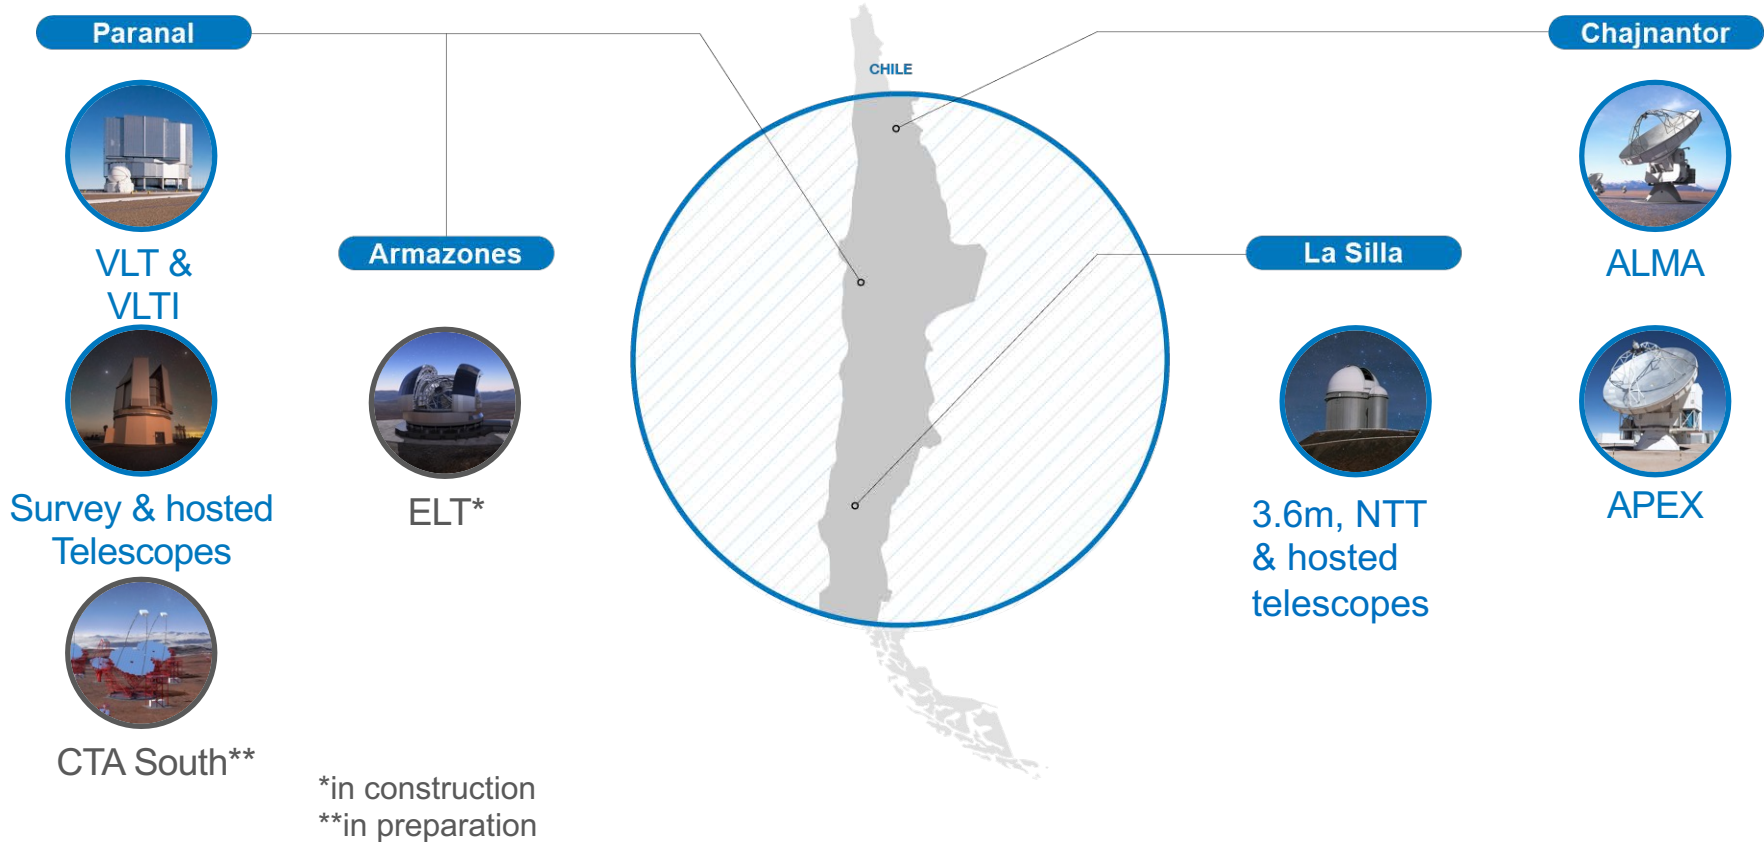 Paranal
VLT &
VLTI
Survey & hosted
Telescopes
CTA South**
Armazones
ELT*
*in construction
**in preparation
CHILE
La Silla
3.6m, NTT
& hosted
telescopes
Chajnantor
ALMA
APEX